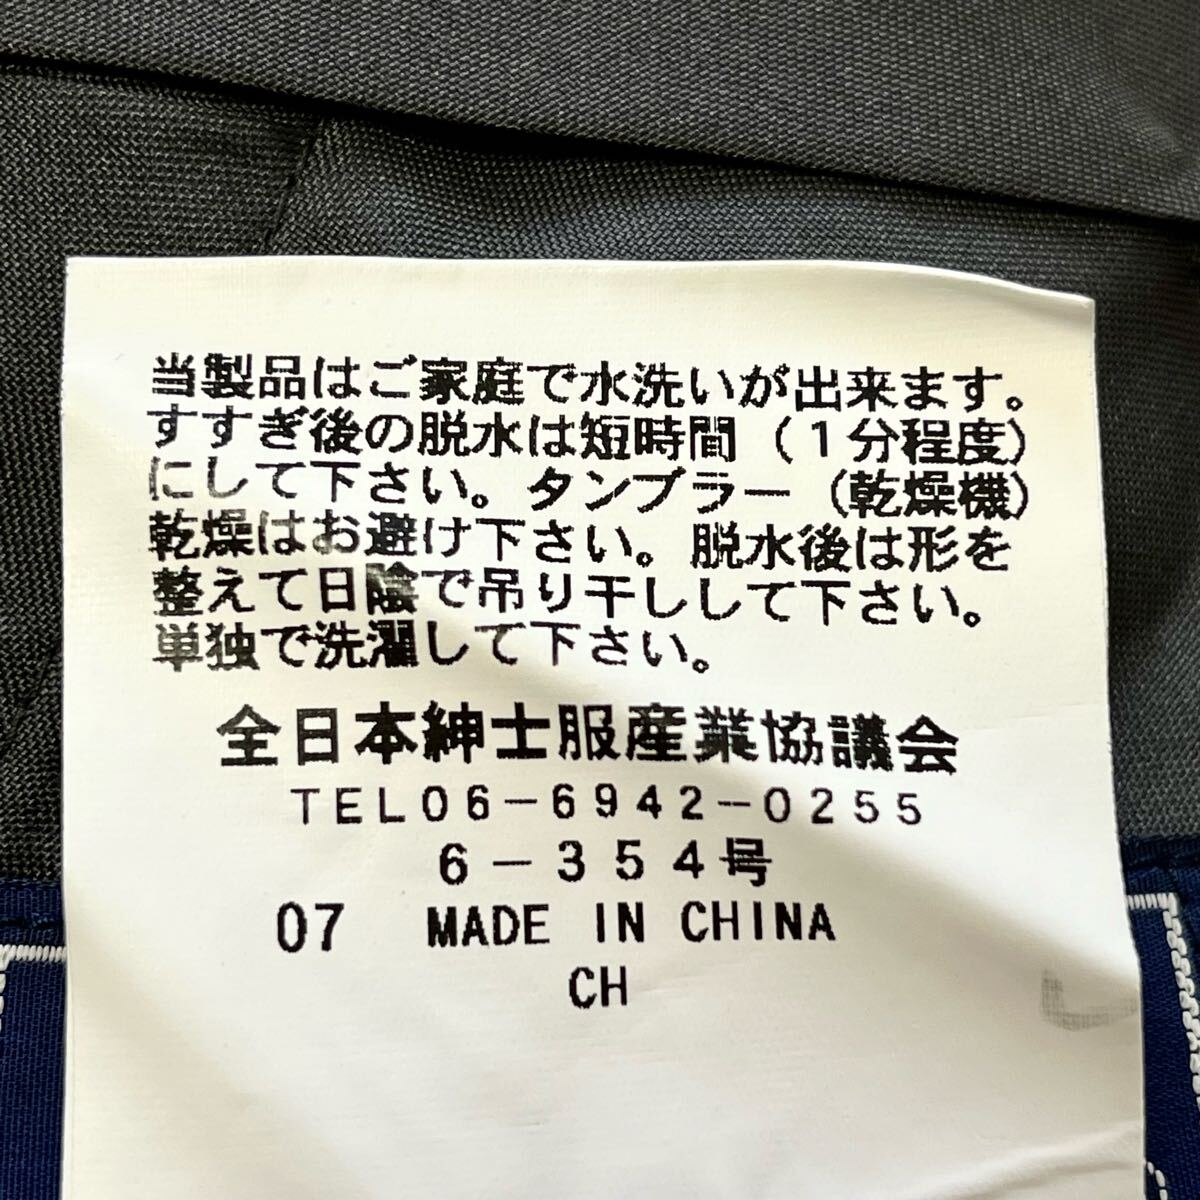 当製品はご家庭で水洗いが出来ます。
すすぎ後の脱水は短時間（１分程度）
にして下さい。タンブラー（乾燥機）
乾燥はお避け下さい。脱水後は形を
整えて日陰で吊り干しして下さい。
単独で洗濯して下さい。
全日本紳士服産業協議会
ＴＥＬ０６－６９４２－０２５５
６－３５４号
07 MADE IN CHINA
CH